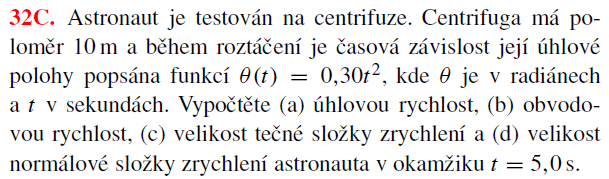 32C. Astronaut je testován na centrifuze. Centrifuga má po-
loměr 10 m a během roztáčení je časová závislost její úhlové
polohy popsána funkcí θ(t) = 0,30t², kde θ je v radiánech
a t v sekundách. Vypočtěte (a) úhlovou rychlost, (b) obvodo-
vou rychlost, (c) velikost tečné složky zrychlení a (d) velikost
normálové složky zrychlení astronauta v okamžiku t = 5,0 s.